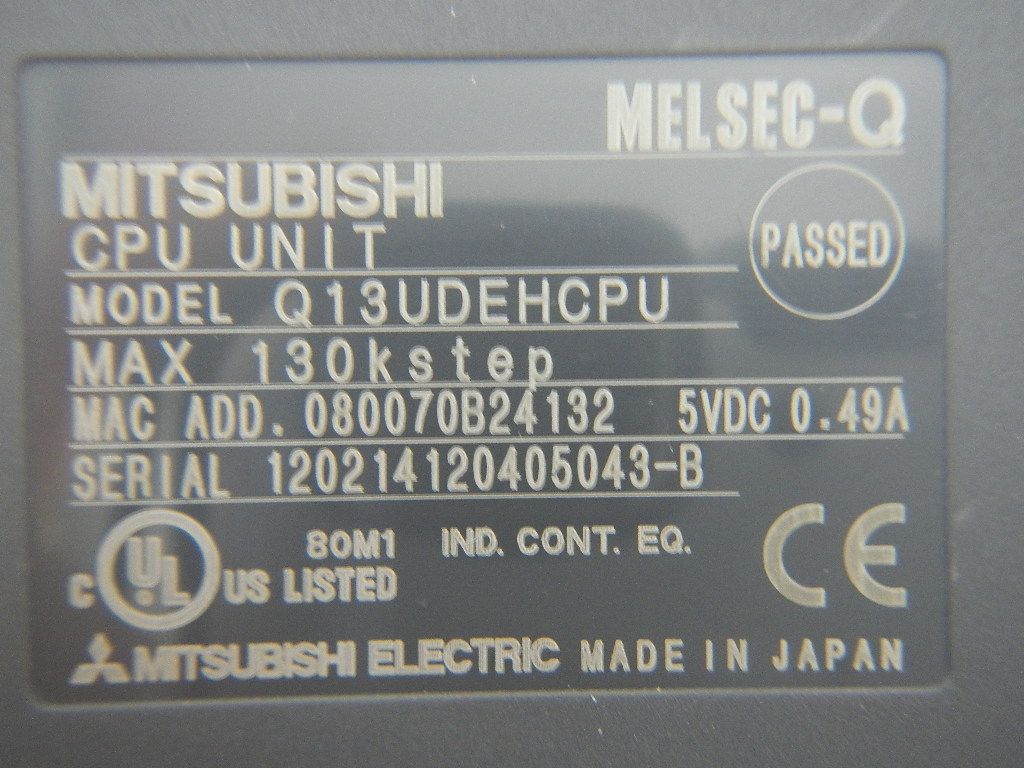 MELSEC-Q
MITSUBISHI
CPU UNIT
PASSED
MODEL Q13UDEHCPU
MAX 130kstep
MAC ADD. 080070B24132 5VDC 0.49A
SERIAL 120214120405043-B
C UL US LISTED 80M1 IND. CONT. EQ.
CE
MITSUBISHI ELECTRIC MADE IN JAPAN